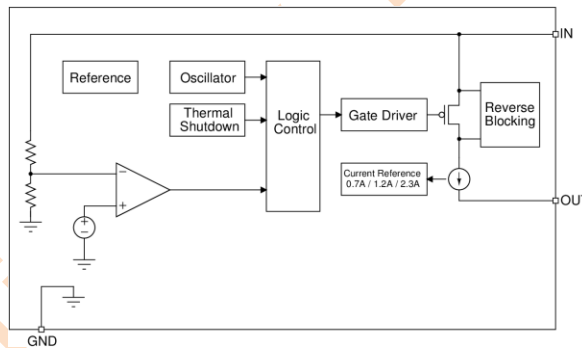 IN
Reference
Oscillator
Thermal
Shutdown
Logic
Control
Gate Driver
Reverse
Blocking
Current Reference
0.7A / 1.2A / 2.3A
−
+
+
−
OUT
GND